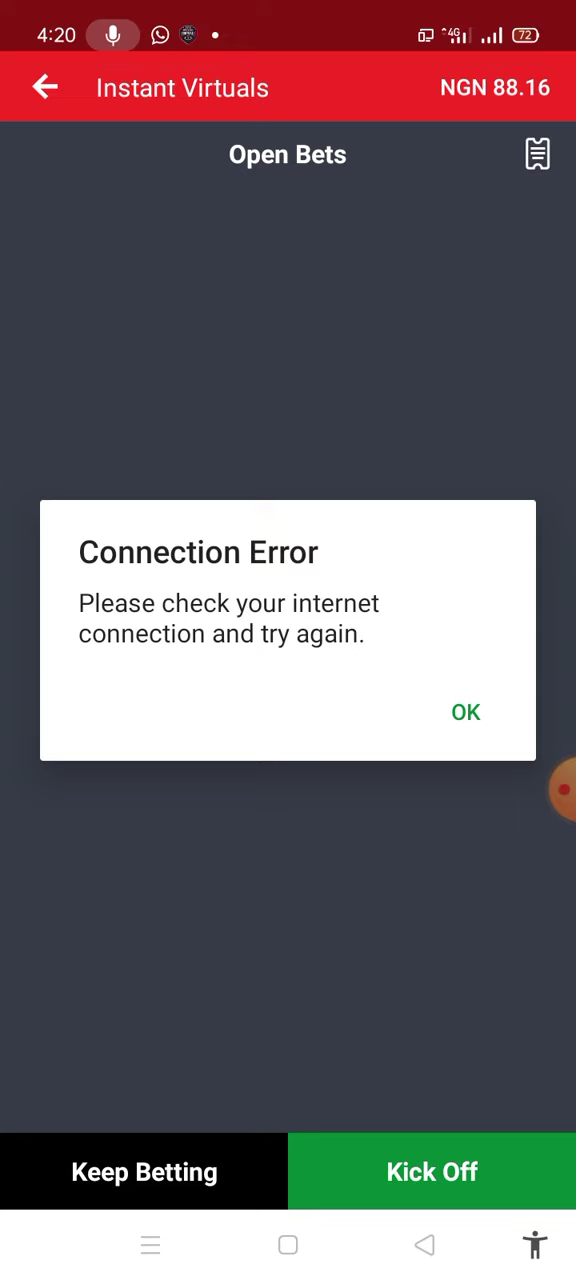 4:20
4G
72
Instant Virtuals
NGN 88.16
Open Bets
Connection Error
Please check your internet
connection and try again.
OK
Keep Betting
Kick Off